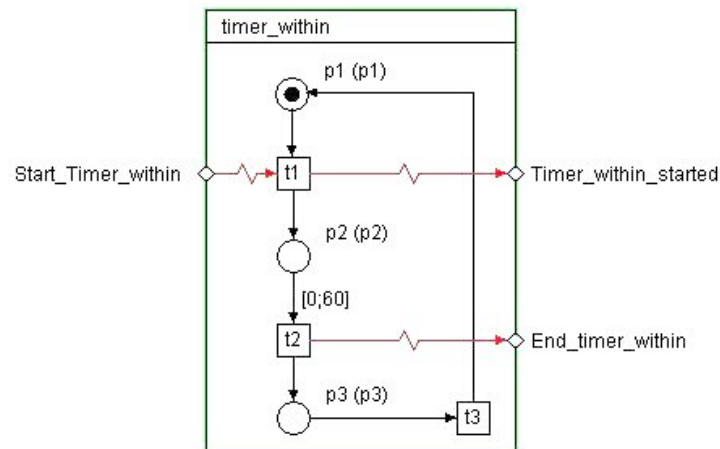 timer_within
p1 (p1)
Start_Timer_within
t1
Timer_within_started
p2 (p2)
[0;60]
t2
End_timer_within
p3 (p3)
t3